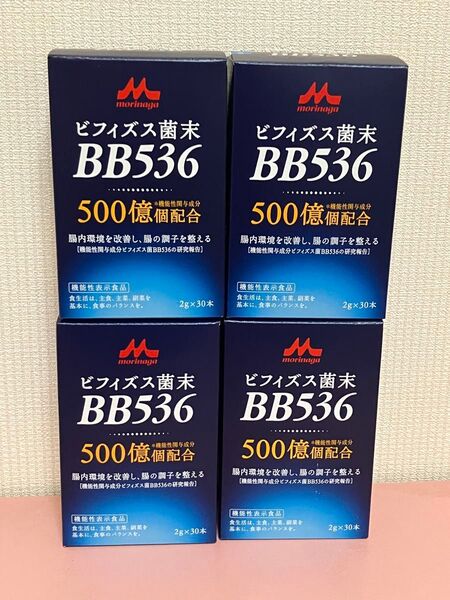 morinaga
ビフィズス菌末
BB536
※機能性関与成分
500億個配合
腸内環境を改善し、腸の調子を整える
[機能性関与成分ビフィズス菌BB536の研究報告]
機能性表示食品
食生活は、主食、主菜、副菜を
基本に、食事のバランスを。
2g×30本
morinaga
ビフィズス菌末
BB536
※機能性関与成分
500億個配合
腸内環境を改善し、腸の調子を整える
[機能性関与成分ビフィズス菌BB536の研究報告]
機能性表示食品
食生活は、主食、主菜、副菜を
基本に、食事のバランスを。
2g×30本
morinaga
ビフィズス菌末
BB536
※機能性関与成分
500億個配合
腸内環境を改善し、腸の調子を整える
[機能性関与成分ビフィズス菌BB536の研究報告]
機能性表示食品
食生活は、主食、主菜、副菜を
基本に、食事のバランスを。
2g×30本
morinaga
ビフィズス菌末
BB536
※機能性関与成分
500億個配合
腸内環境を改善し、腸の調子を整える
[機能性関与成分ビフィズス菌BB536の研究報告]
機能性表示食品
食生活は、主食、主菜、副菜を
基本に、食事のバランスを。
2g×30本